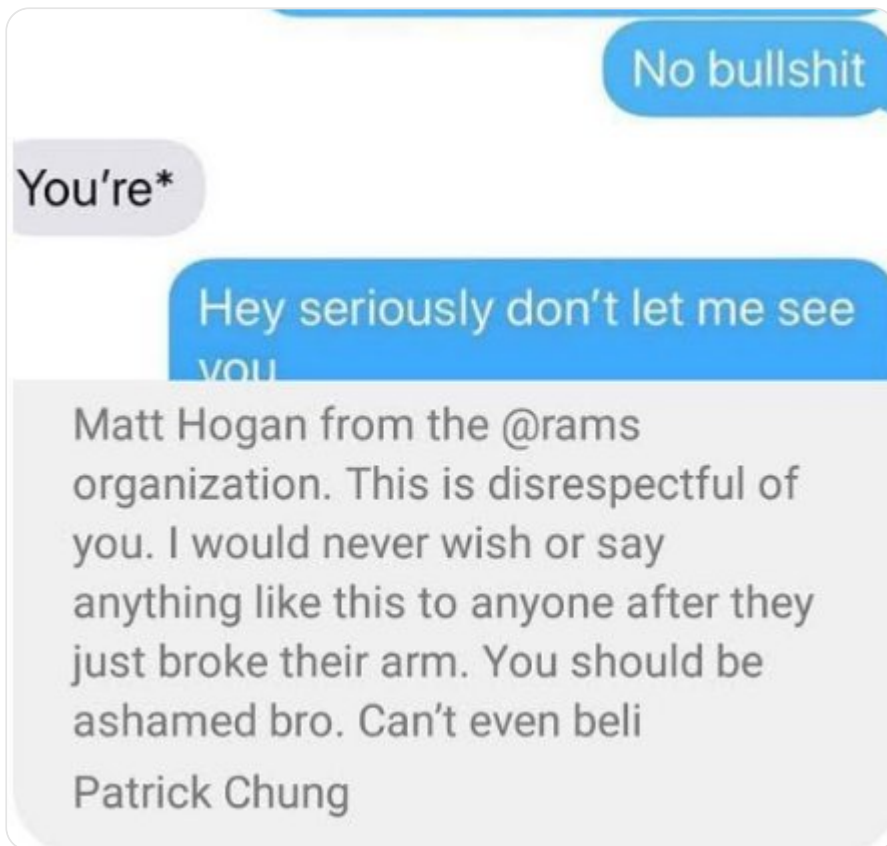 No bullshit
You're*
Hey seriously don't let me see
you
Matt Hogan from the @rams
organization. This is disrespectful of
you. I would never wish or say
anything like this to anyone after they
just broke their arm. You should be
ashamed bro. Can't even beli
Patrick Chung